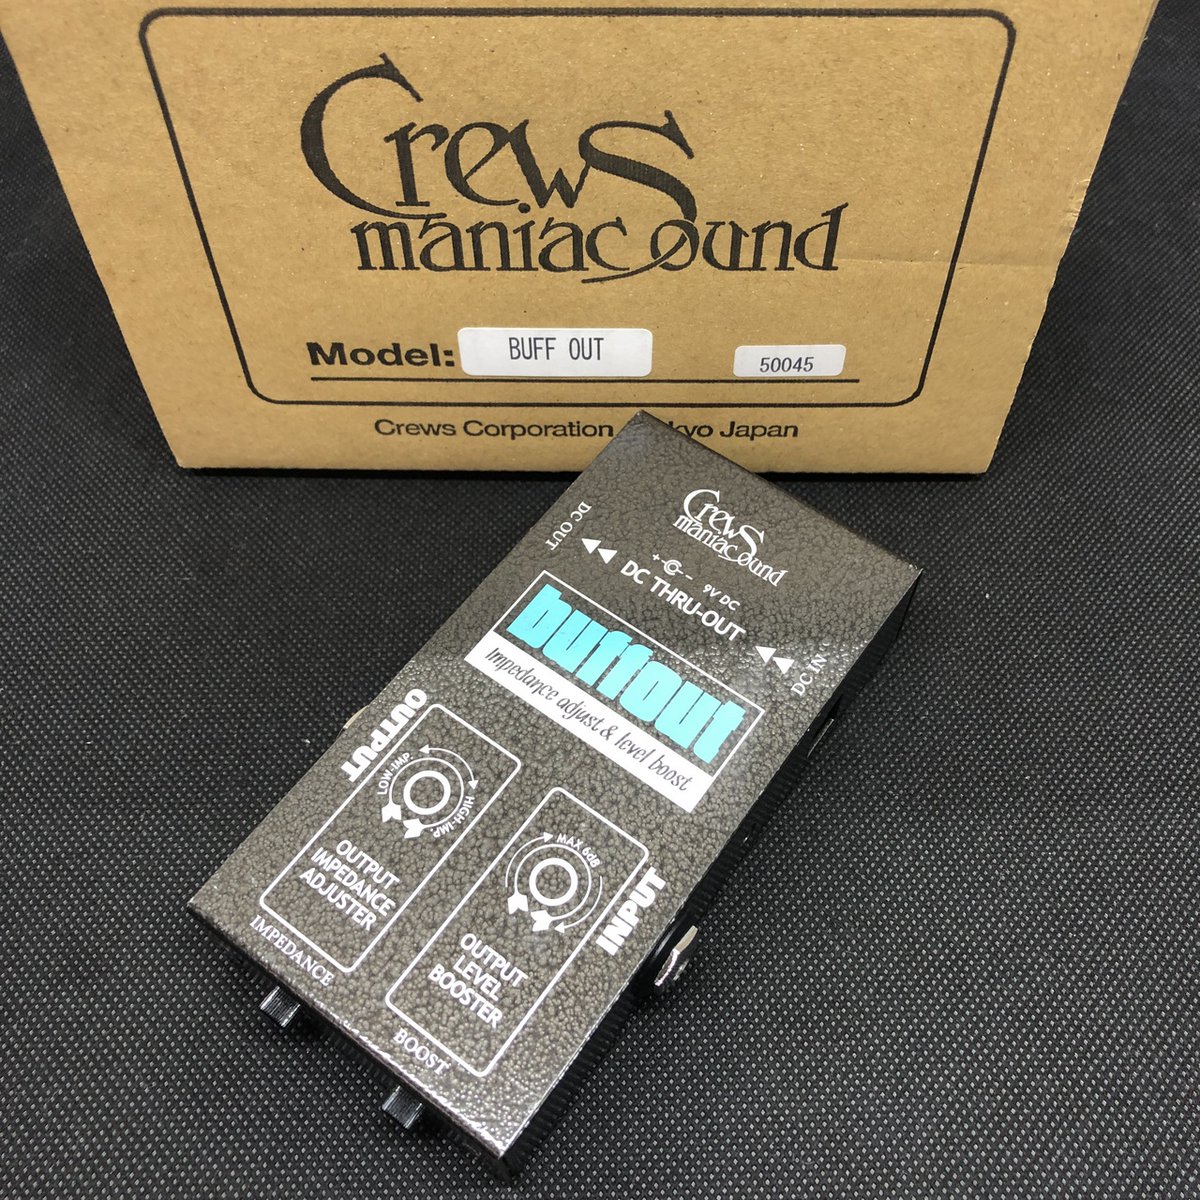 Crews
maniac sound
Model: BUFF OUT 50045
Crews Corporation kyo Japan
Crews
maniac sound
DC OUT
+ - 9V DC
DC THRU-OUT
DC IN
buffout
Impedance adjust & level boost
OUTPUT
LOW-IMP.
HIGH-IMP.
OUTPUT
IMPEDANCE
ADJUSTER
IMPEDANCE
INPUT
MAX 6dB
OUTPUT
LEVEL
BOOSTER
BOOST